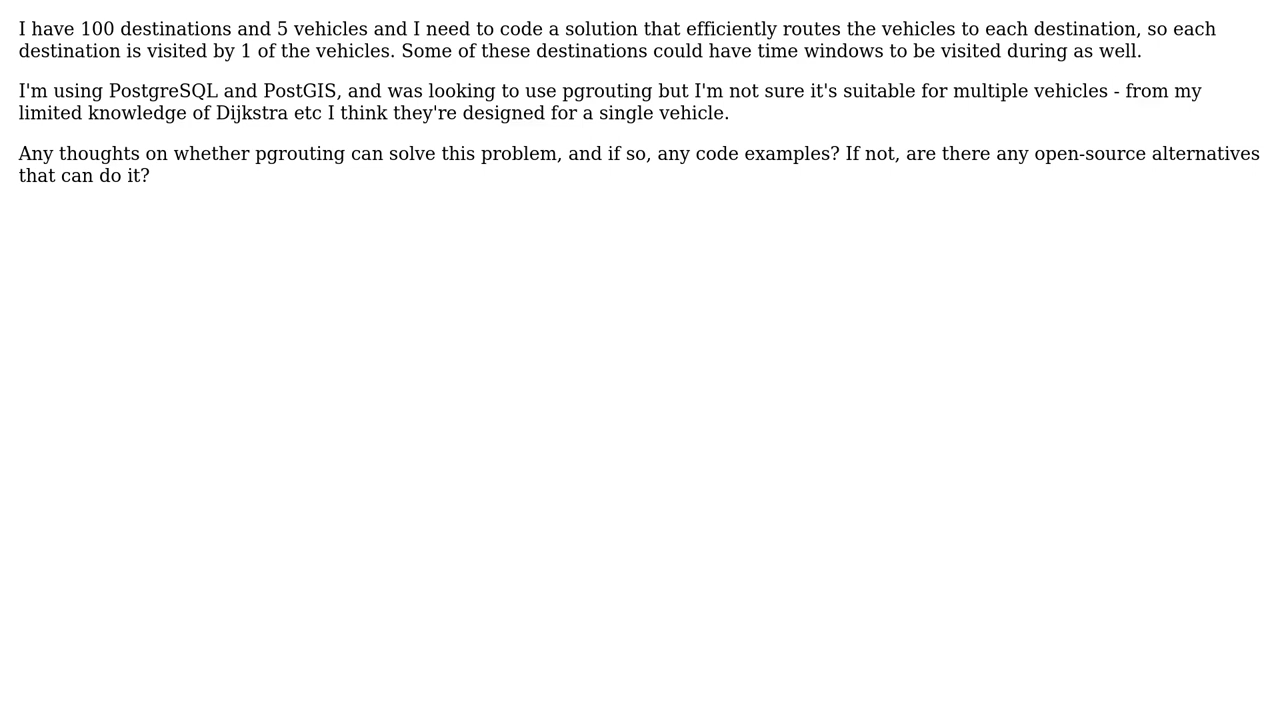 I have 100 destinations and 5 vehicles and I need to code a solution that efficiently routes the vehicles to each destination, so each
destination is visited by 1 of the vehicles. Some of these destinations could have time windows to be visited during as well.
I'm using PostgreSQL and PostGIS, and was looking to use pgrouting but I'm not sure it's suitable for multiple vehicles - from my
limited knowledge of Dijkstra etc I think they're designed for a single vehicle.
Any thoughts on whether pgrouting can solve this problem, and if so, any code examples? If not, are there any open-source alternatives
that can do it?